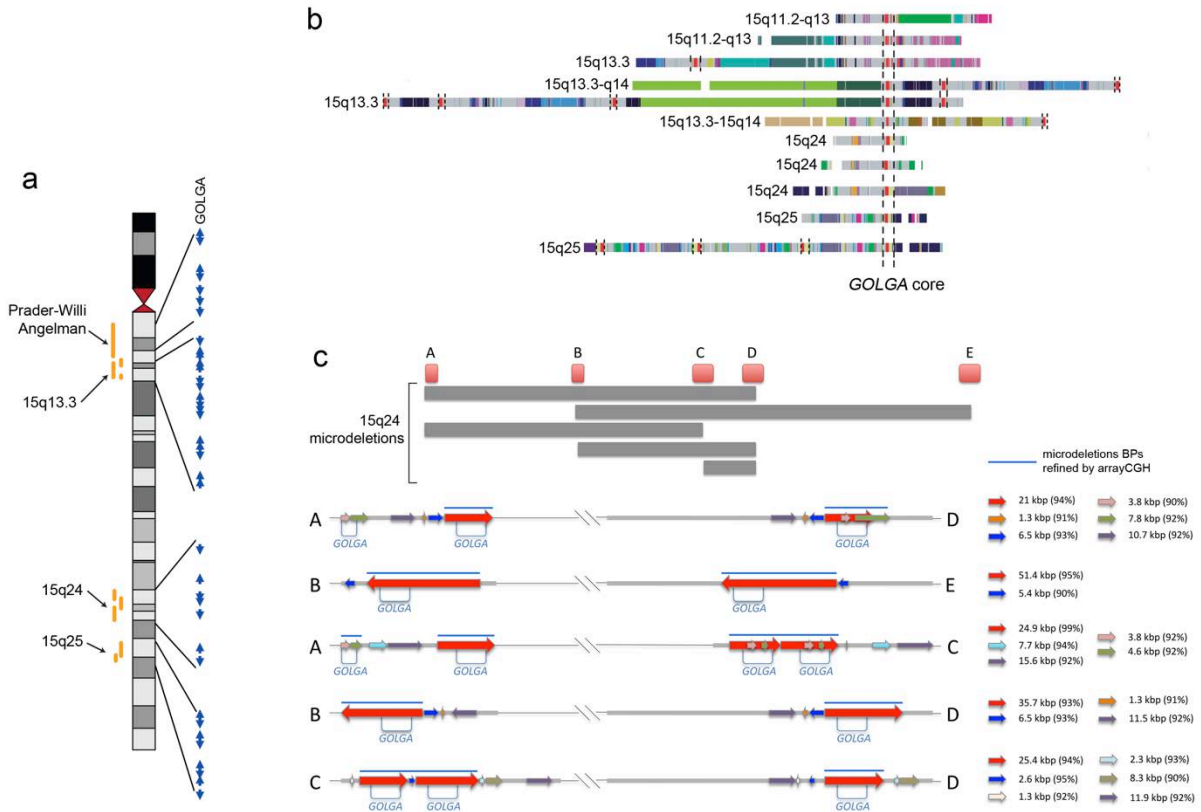 a
GOLGA
Prader-Willi
Angelman
15q13.3
15q24
15q25
b
15q11.2-q13
15q11.2-q13
15q13.3
15q13.3-q14
15q13.3
15q13.3-15q14
15q24
15q24
15q24
15q25
15q25
GOLGA core
c
A B C D E
15q24
microdeletions
microdeletions BPs
refined by arrayCGH
A D
GOLGA GOLGA GOLGA
21 kbp (94%) 3.8 kbp (90%)
1.3 kbp (91%) 7.8 kbp (92%)
6.5 kbp (93%) 10.7 kbp (92%)
B E
GOLGA GOLGA
51.4 kbp (95%)
5.4 kbp (90%)
A C
GOLGA GOLGA GOLGA GOLGA
24.9 kbp (99%) 3.8 kbp (92%)
7.7 kbp (94%) 4.6 kbp (92%)
15.6 kbp (92%)
B D
GOLGA GOLGA
35.7 kbp (93%) 1.3 kbp (91%)
6.5 kbp (93%) 11.5 kbp (92%)
C D
GOLGA GOLGA GOLGA
25.4 kbp (94%) 2.3 kbp (93%)
2.6 kbp (95%) 8.3 kbp (90%)
1.3 kbp (92%) 11.9 kbp (92%)